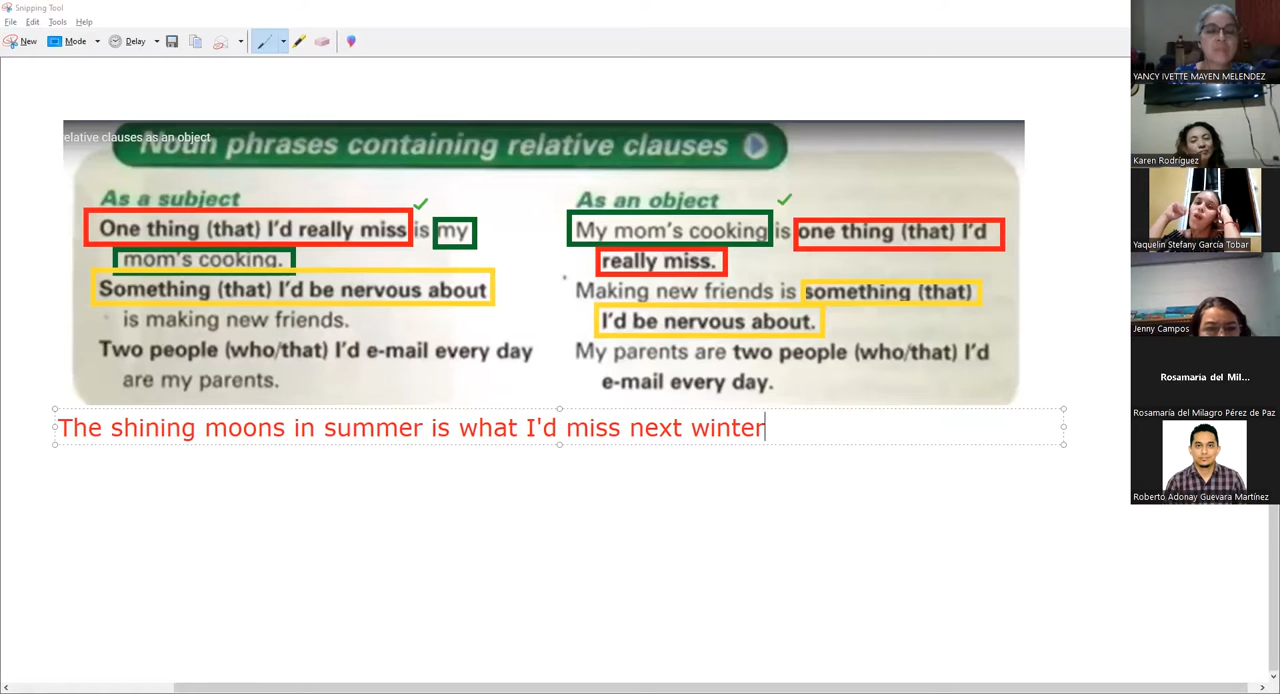 Snipping Tool
File Edit Tools Help
New Mode Delay
elative clauses as an object
Noun phrases containing relative clauses
As a subject
One thing (that) I'd really miss is my
mom's cooking.
Something (that) I'd be nervous about
is making new friends.
Two people (who/that) I'd e-mail every day
are my parents.
As an object
My mom's cooking is one thing (that) I'd
really miss.
Making new friends is something (that)
I'd be nervous about.
My parents are two people (who/that) I'd
e-mail every day.
The shining moons in summer is what I'd miss next winter
YANCY IVETTE MAYEN MELENDEZ
Karen Rodríguez
Yaquelin Stefany García Tobar
Jenny Campos
Rosamaria del Mil...
Rosamaría del Milagro Pérez de Paz
Roberto Adonay Guevara Martínez